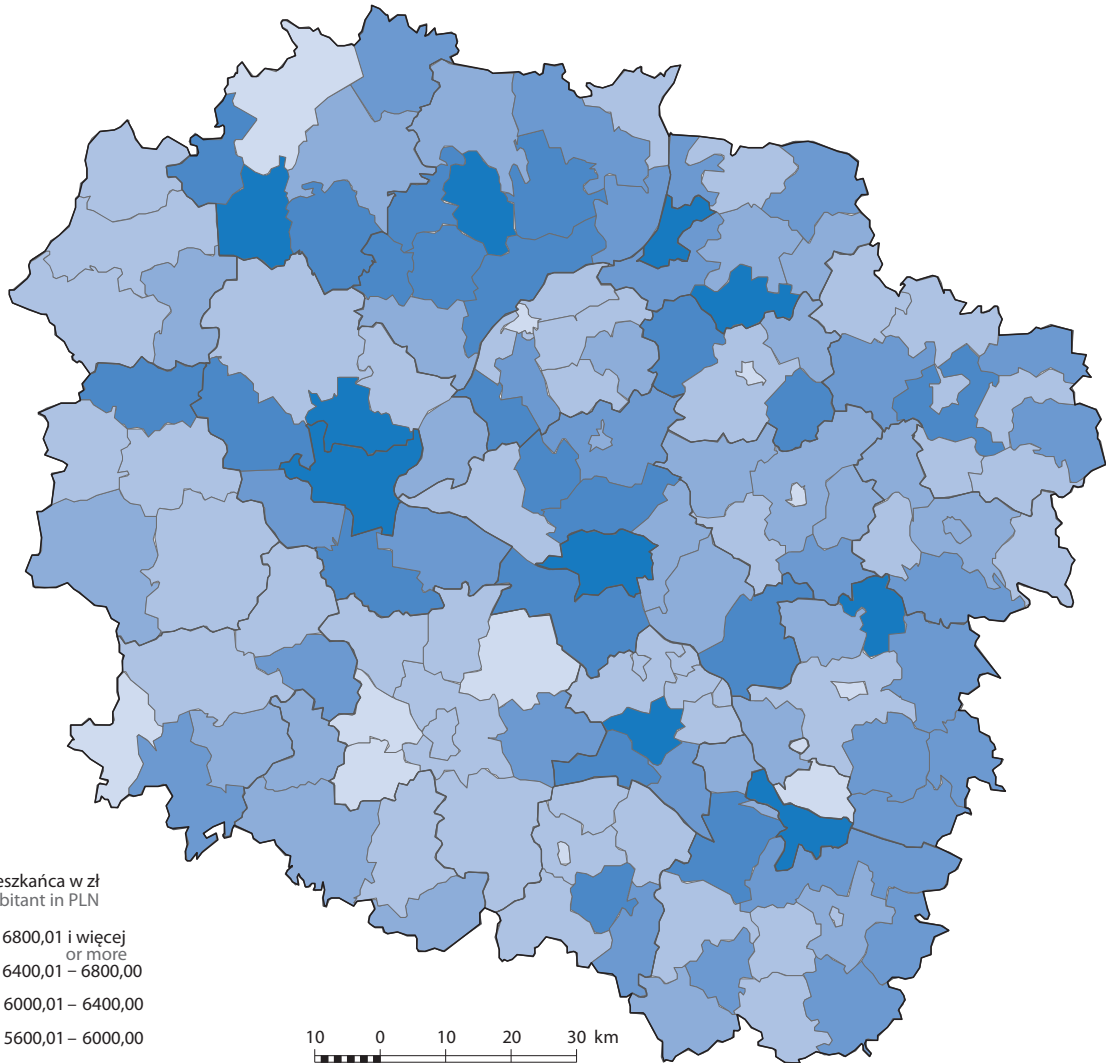 eszkańca w zł
bitant in PLN
6800,01 i więcej
or more
6400,01 – 6800,00
6000,01 – 6400,00
5600,01 – 6000,00
10 0 10 20 30 km